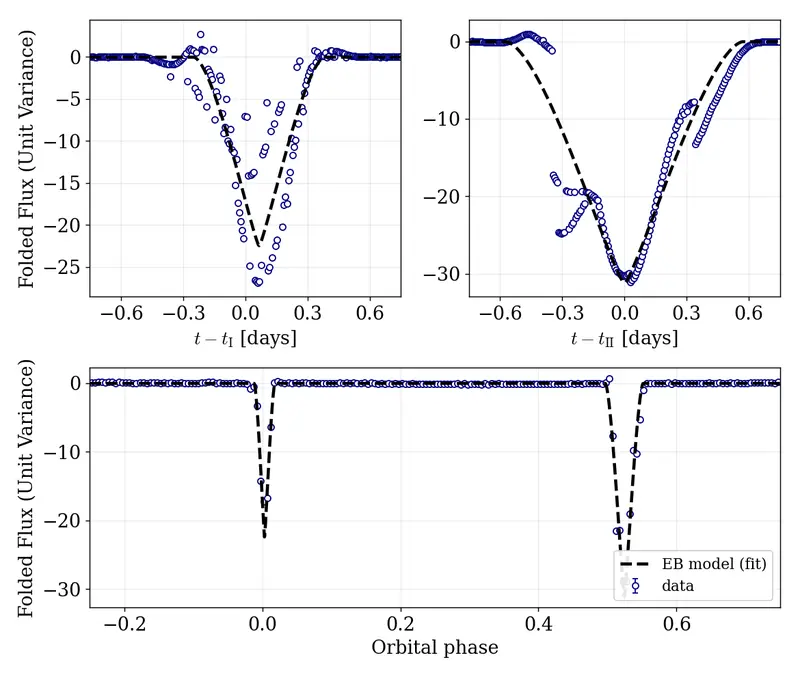 Folded Flux (Unit Variance)
0
−5
−10
−15
−20
−25
−0.6 −0.3 0.0 0.3 0.6
t − tI [days]
0
−10
−20
−30
−0.6 −0.3 0.0 0.3 0.6
t − tII [days]
Folded Flux (Unit Variance)
0
−10
−20
−30
−0.2 0.0 0.2 0.4 0.6
Orbital phase
EB model (fit)
data